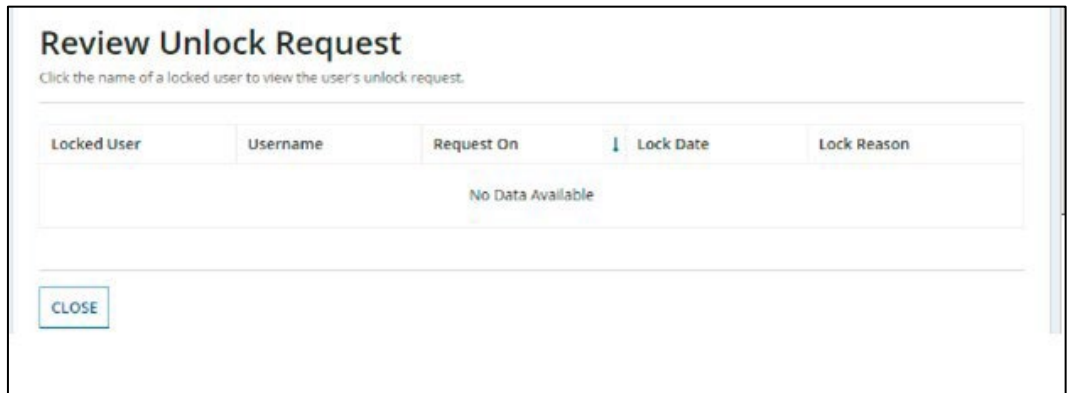 Review Unlock Request
Click the name of a locked user to view the user's unlock request.
Locked User Username Request On ↓ Lock Date Lock Reason
No Data Available
CLOSE